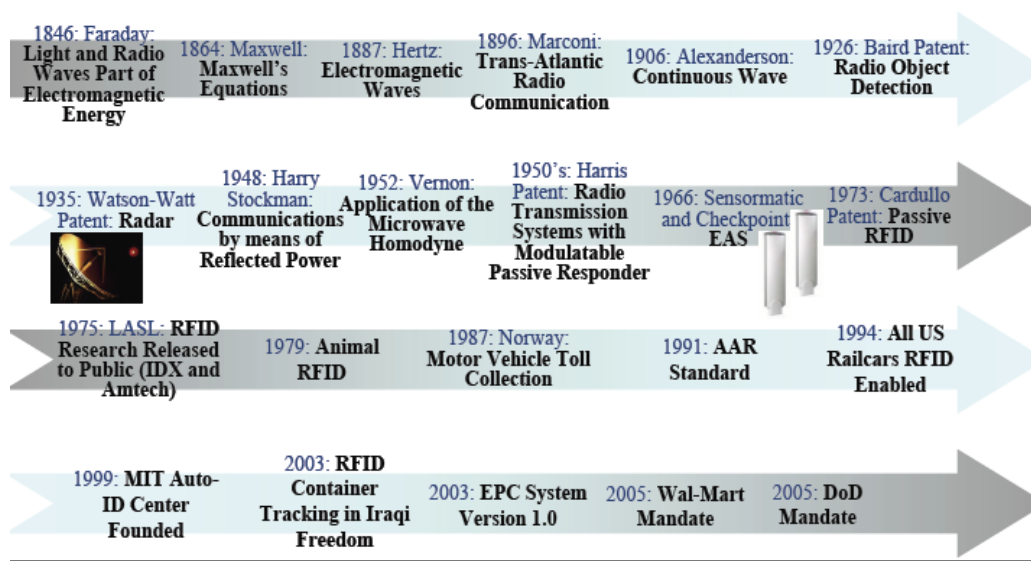 1846: Faraday:
Light and Radio
Waves Part of
Electromagnetic
Energy
1864: Maxwell:
Maxwell's
Equations
1887: Hertz:
Electromagnetic
Waves
1896: Marconi:
Trans-Atlantic
Radio
Communication
1906: Alexanderson:
Continuous Wave
1926: Baird Patent:
Radio Object
Detection
1935: Watson-Watt
Patent: Radar
1948: Harry
Stockman:
Communications
by means of
Reflected Power
1952: Vernon:
Application of the
Microwave
Homodyne
1950's: Harris
Patent: Radio
Transmission
Systems with
Modulatable
Passive Responder
1966: Sensormatic
and Checkpoint
EAS
1973: Cardullo
Patent: Passive
RFID
1975: LASL: RFID
Research Released
to Public (IDX and
Amtech)
1979: Animal
RFID
1987: Norway:
Motor Vehicle Toll
Collection
1991: AAR
Standard
1994: All US
Railcars RFID
Enabled
1999: MIT Auto-
ID Center
Founded
2003: RFID
Container
Tracking in Iraqi
Freedom
2003: EPC System
Version 1.0
2005: Wal-Mart
Mandate
2005: DoD
Mandate